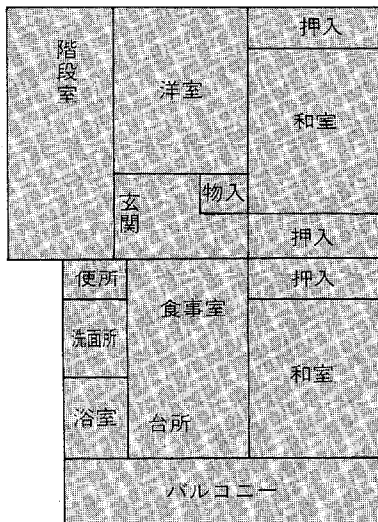 階段室
洋室
押入
和室
玄関
物入
押入
便所
食事室
押入
洗面所
和室
浴室
台所
バルコニー